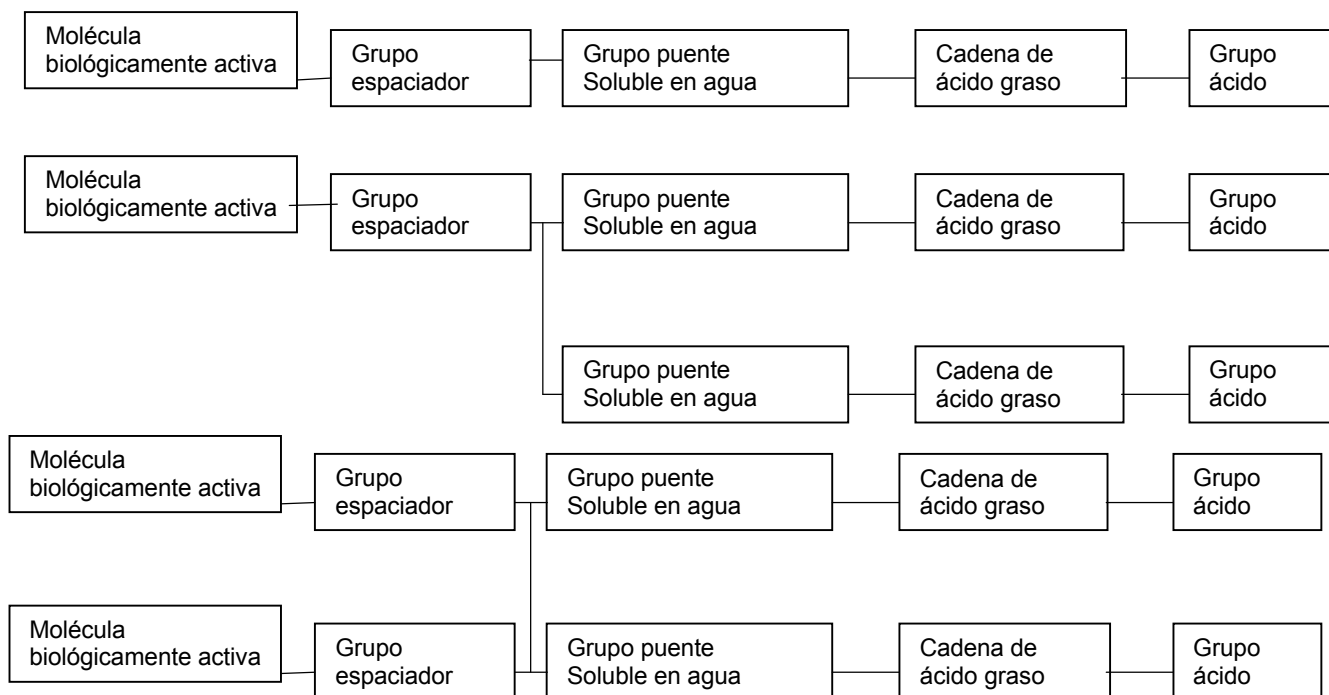 Molécula
biológicamente activa
Grupo
espaciador
Grupo puente
Soluble en agua
Cadena de
ácido graso
Grupo
ácido
Molécula
biológicamente activa
Grupo
espaciador
Grupo puente
Soluble en agua
Cadena de
ácido graso
Grupo
ácido
Grupo puente
Soluble en agua
Cadena de
ácido graso
Grupo
ácido
Molécula
biológicamente activa
Grupo
espaciador
Grupo puente
Soluble en agua
Cadena de
ácido graso
Grupo
ácido
Molécula
biológicamente activa
Grupo
espaciador
Grupo puente
Soluble en agua
Cadena de
ácido graso
Grupo
ácido